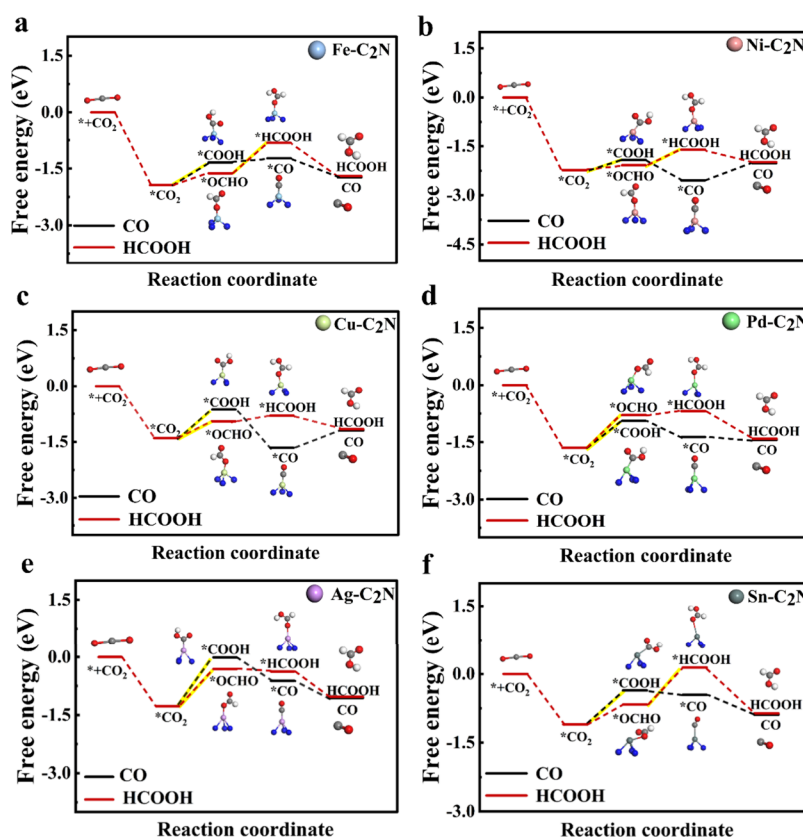 a
Fe-C2N
Free energy (eV)
1.5
0.0
-1.5
-3.0
*+CO2
*CO2
*COOH
*OCHO
*HCOOH
*CO
HCOOH
CO
CO
HCOOH
Reaction coordinate
b
Ni-C2N
Free energy (eV)
1.5
0.0
-1.5
-3.0
-4.5
*+CO2
*CO2
*COOH
*OCHO
*HCOOH
*CO
HCOOH
CO
CO
HCOOH
Reaction coordinate
c
Cu-C2N
Free energy (eV)
1.5
0.0
-1.5
-3.0
*+CO2
*CO2
*COOH
*OCHO
*HCOOH
*CO
HCOOH
CO
CO
HCOOH
Reaction coordinate
d
Pd-C2N
Free energy (eV)
1.5
0.0
-1.5
-3.0
*+CO2
*CO2
*OCHO
*COOH
*HCOOH
*CO
HCOOH
CO
CO
HCOOH
Reaction coordinate
e
Ag-C2N
Free energy (eV)
1.5
0.0
-1.5
-3.0
*+CO2
*CO2
*COOH
*OCHO
*HCOOH
*CO
HCOOH
CO
CO
HCOOH
Reaction coordinate
f
Sn-C2N
Free energy (eV)
1.5
0.0
-1.5
-3.0
*+CO2
*CO2
*COOH
*OCHO
*HCOOH
*CO
HCOOH
CO
CO
HCOOH
Reaction coordinate